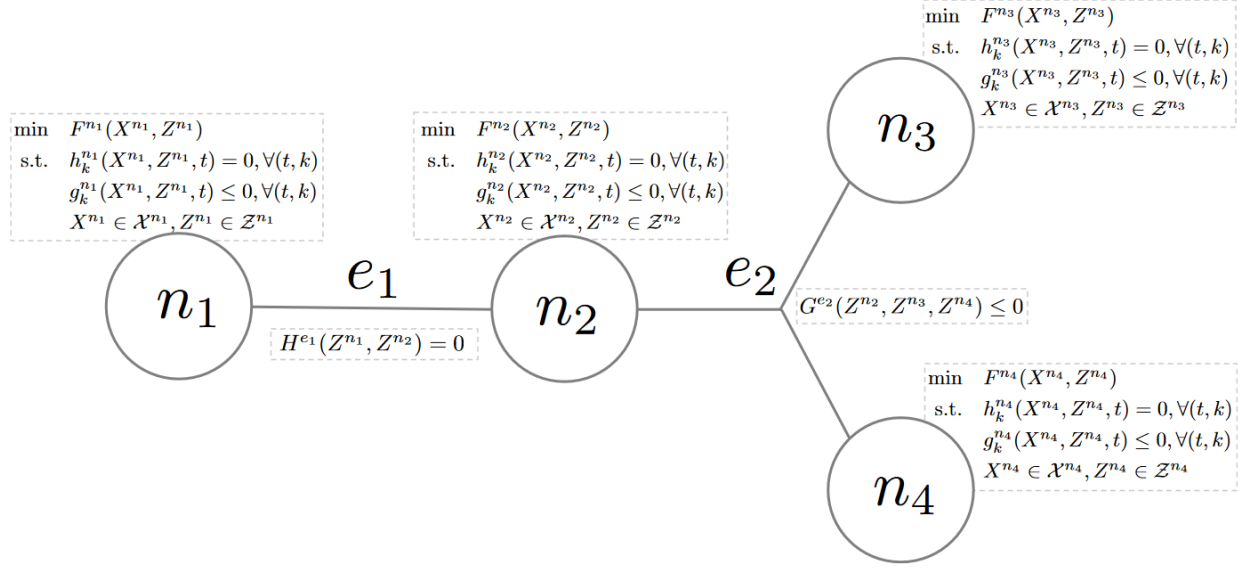 min F^{n_3}(X^{n_3}, Z^{n_3})
s.t. h_k^{n_3}(X^{n_3}, Z^{n_3}, t) = 0, ∀(t, k)
g_k^{n_3}(X^{n_3}, Z^{n_3}, t) ≤ 0, ∀(t, k)
X^{n_3} ∈ 𝒳^{n_3}, Z^{n_3} ∈ 𝒵^{n_3}
n_3
min F^{n_1}(X^{n_1}, Z^{n_1})
s.t. h_k^{n_1}(X^{n_1}, Z^{n_1}, t) = 0, ∀(t, k)
g_k^{n_1}(X^{n_1}, Z^{n_1}, t) ≤ 0, ∀(t, k)
X^{n_1} ∈ 𝒳^{n_1}, Z^{n_1} ∈ 𝒵^{n_1}
min F^{n_2}(X^{n_2}, Z^{n_2})
s.t. h_k^{n_2}(X^{n_2}, Z^{n_2}, t) = 0, ∀(t, k)
g_k^{n_2}(X^{n_2}, Z^{n_2}, t) ≤ 0, ∀(t, k)
X^{n_2} ∈ 𝒳^{n_2}, Z^{n_2} ∈ 𝒵^{n_2}
n_1
e_1
H^{e_1}(Z^{n_1}, Z^{n_2}) = 0
n_2
e_2
G^{e_2}(Z^{n_2}, Z^{n_3}, Z^{n_4}) ≤ 0
min F^{n_4}(X^{n_4}, Z^{n_4})
s.t. h_k^{n_4}(X^{n_4}, Z^{n_4}, t) = 0, ∀(t, k)
g_k^{n_4}(X^{n_4}, Z^{n_4}, t) ≤ 0, ∀(t, k)
X^{n_4} ∈ 𝒳^{n_4}, Z^{n_4} ∈ 𝒵^{n_4}
n_4